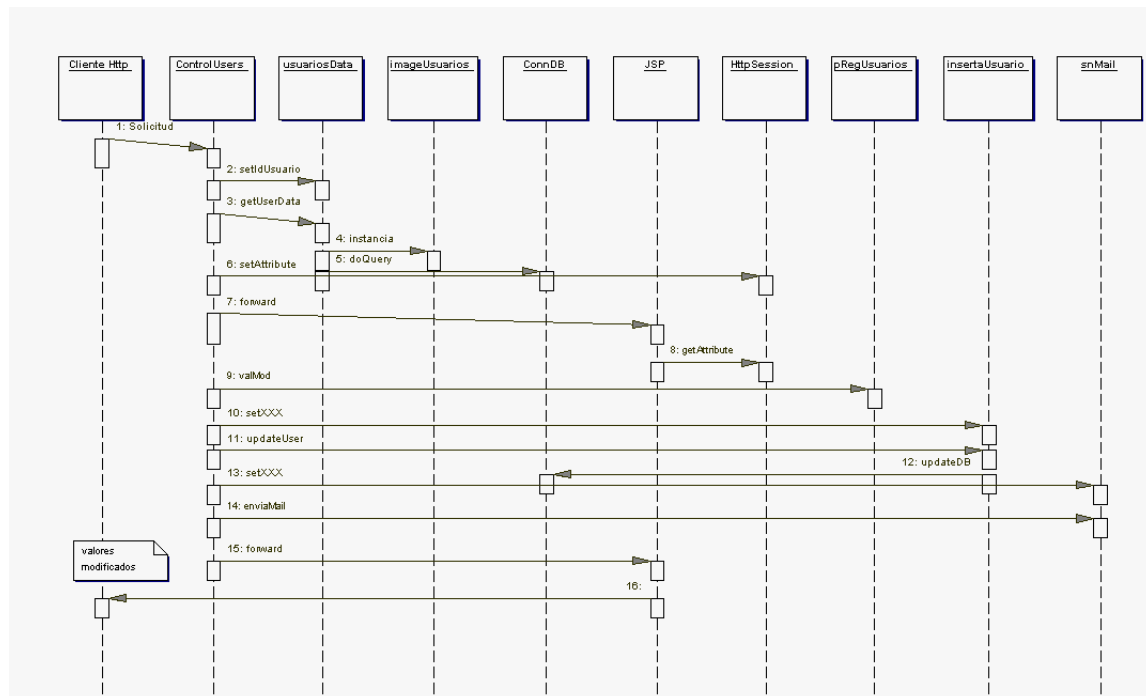 Cliente Http
ControlUsers
usuariosData
imageUsuarios
ConnDB
JSP
HttpSession
pRegUsuarios
insertaUsuario
snMail
1: Solicitud
2: setIdUsuario
3: getUserData
4: instancia
5: doQuery
6: setAttribute
7: forward
8: getAttribute
9: valMod
10: setXXX
11: updateUser
12: updateDB
13: setXXX
14: enviaMail
15: forward
valores
modificados
16: